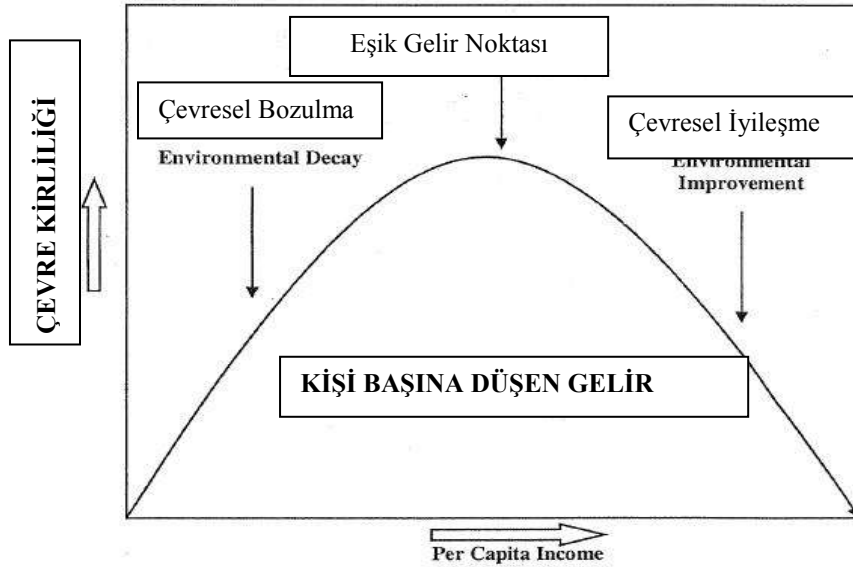 Eşik Gelir Noktası
Çevresel Bozulma
Environmental Decay
Çevresel İyileşme
Environmental
Improvement
ÇEVRE KİRLİLİĞİ
KİŞİ BAŞINA DÜŞEN GELİR
Per Capita Income